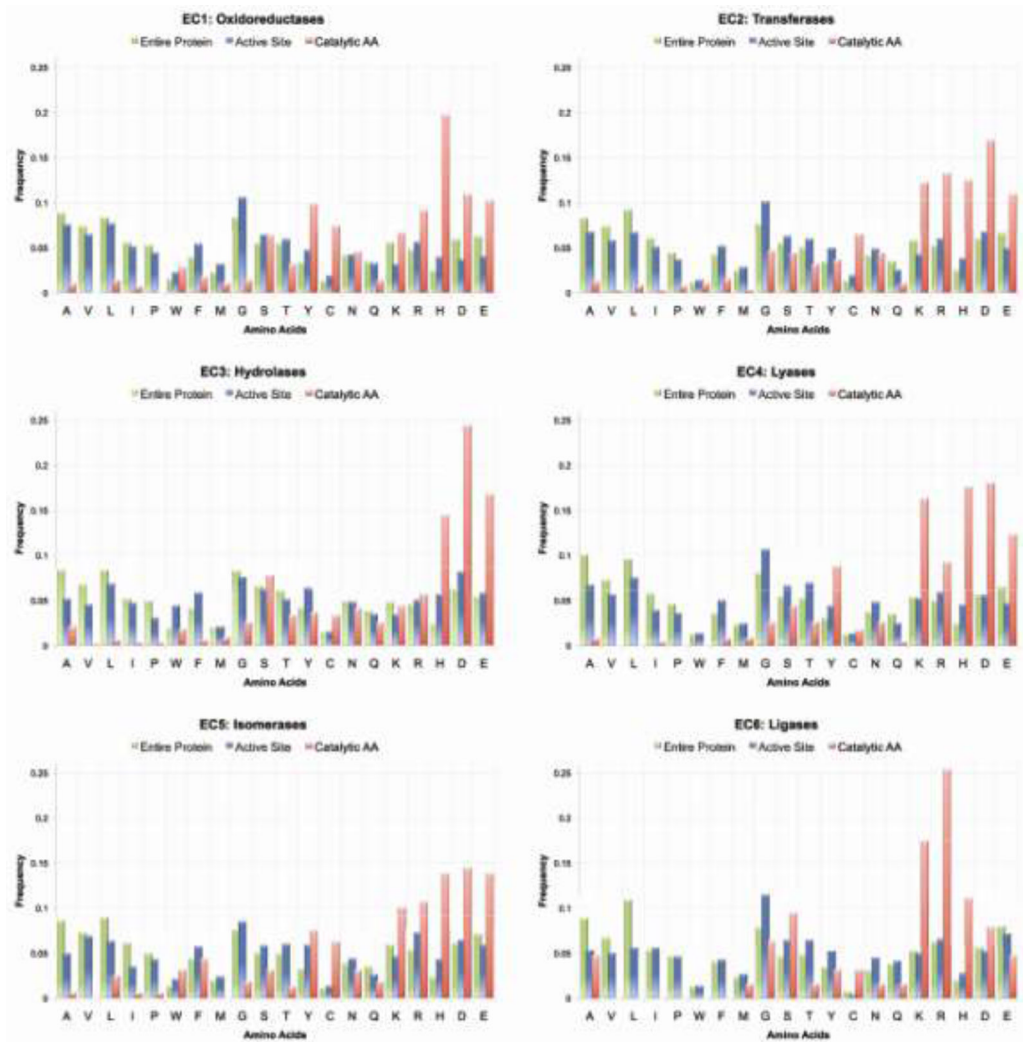 EC1: Oxidoreductases
Entire Protein Active Site Catalytic AA
Frequency
0.25
0.2
0.15
0.1
0.05
0
A V L I P W F M G S T Y C N Q K R H D E
Amino Acids
EC2: Transferases
Entire Protein Active Site Catalytic AA
Frequency
0.25
0.2
0.15
0.1
0.05
0
A V L I P W F M G S T Y C N Q K R H D E
Amino Acids
EC3: Hydrolases
Entire Protein Active Site Catalytic AA
Frequency
0.25
0.2
0.15
0.1
0.05
0
A V L I P W F M G S T Y C N Q K R H D E
Amino Acids
EC4: Lyases
Entire Protein Active Site Catalytic AA
Frequency
0.25
0.2
0.15
0.1
0.05
0
A V L I P W F M G S T Y C N Q K R H D E
Amino Acids
EC5: Isomerases
Entire Protein Active Site Catalytic AA
Frequency
0.25
0.2
0.15
0.1
0.05
0
A V L I P W F M G S T Y C N Q K R H D E
Amino Acids
EC6: Ligases
Entire Protein Active Site Catalytic AA
Frequency
0.25
0.2
0.15
0.1
0.05
0
A V L I P W F M G S T Y C N Q K R H D E
Amino Acids